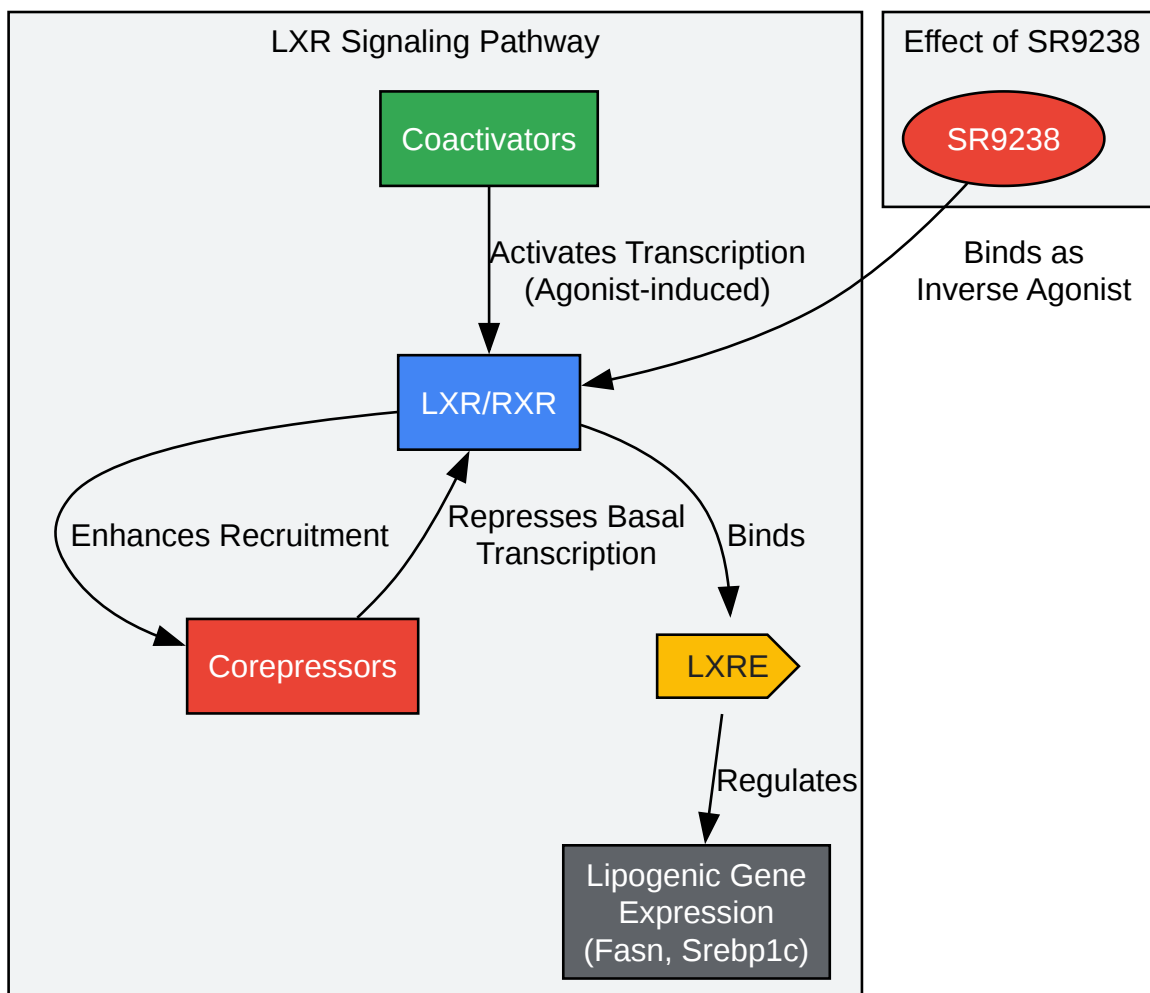 LXR Signaling Pathway
Effect of SR9238
Coactivators
SR9238
Activates Transcription
(Agonist-induced)
Binds as
Inverse Agonist
LXR/RXR
Enhances Recruitment
Represses Basal
Transcription
Binds
Corepressors
LXRE
Regulates
Lipogenic Gene
Expression
(Fasn, Srebp1c)